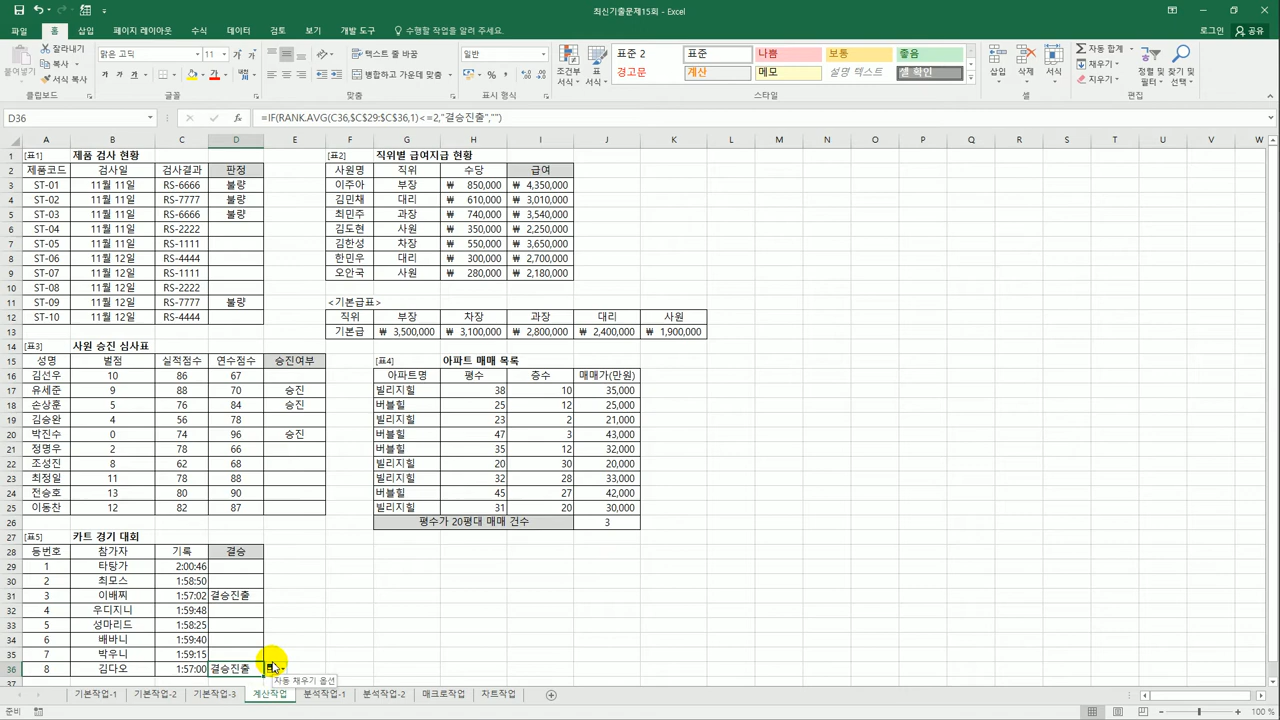 최신기출문제15회 - Excel
파일 홈 삽입 페이지 레이아웃 수식 데이터 검토 보기 개발 도구 수행할 작업을 알려 주세요. 로그인 공유
붙여넣기 잘라내기 복사 서식 복사 클립보드
맑은 고딕 11 가 가 가 글꼴
텍스트 줄 바꿈 병합하고 가운데 맞춤 맞춤
일반 % 표시 형식
조건부 서식 표 서식
표준 2 표준 나쁨 보통 좋음
경고문 계산 메모 설명 텍스트 셀 확인
스타일
삽입 삭제 서식 셀
자동 합계 채우기 지우기 정렬 및 필터 찾기 및 선택 편집
D36 =IF(RANK.AVG(C36,$C$29:$C$36,1)<=2,"결승진출","")
A B C D E F G H I J K L M N O P Q R S T U V
1 [표1] 제품 검사 현황 [표2] 직위별 급여지급 현황
2 제품코드 검사일 검사결과 판정 사원명 직위 수당 급여
3 ST-01 11월 11일 RS-6666 불량 이주아 부장 ₩ 850,000 ₩ 4,350,000
4 ST-02 11월 11일 RS-7777 불량 김민채 대리 ₩ 610,000 ₩ 3,010,000
5 ST-03 11월 11일 RS-6666 불량 최민주 과장 ₩ 740,000 ₩ 3,540,000
6 ST-04 11월 11일 RS-2222 김도현 사원 ₩ 350,000 ₩ 2,250,000
7 ST-05 11월 11일 RS-1111 김한성 차장 ₩ 550,000 ₩ 3,650,000
8 ST-06 11월 12일 RS-4444 한민우 대리 ₩ 300,000 ₩ 2,700,000
9 ST-07 11월 12일 RS-1111 오안국 사원 ₩ 280,000 ₩ 2,180,000
10 ST-08 11월 12일 RS-2222
11 ST-09 11월 12일 RS-7777 불량 <기본급표>
12 ST-10 11월 12일 RS-4444 직위 부장 차장 과장 대리 사원
13 기본급 ₩ 3,500,000 ₩ 3,100,000 ₩ 2,800,000 ₩ 2,400,000 ₩ 1,900,000
14 [표3] 사원 승진 심사표
15 성명 벌점 실적점수 연수점수 승진여부 [표4] 아파트 매매 목록
16 김선우 10 86 67 아파트명 평수 층수 매매가(만원)
17 유세준 9 88 70 승진 빌리지힐 38 10 35,000
18 손상훈 5 76 84 승진 버블힐 25 12 25,000
19 김승완 4 56 78 빌리지힐 23 2 21,000
20 박진수 0 74 96 승진 버블힐 47 3 43,000
21 정명우 2 78 66 버블힐 35 12 32,000
22 조성진 8 62 68 빌리지힐 20 30 20,000
23 최정일 11 78 88 빌리지힐 32 28 33,000
24 전승호 13 80 90 버블힐 45 27 42,000
25 이동찬 12 82 87 빌리지힐 31 20 30,000
26 평수가 20평대 매매 건수 3
27 [표5] 카트 경기 대회
28 등번호 참가자 기록 결승
29 1 타탕가 2:00:46
30 2 최모스 1:58:50
31 3 이배찌 1:57:02 결승진출
32 4 우디지니 1:59:48
33 5 성마리드 1:58:25
34 6 배바니 1:59:40
35 7 박우니 1:59:15
36 8 김다오 1:57:00 결승진출
37 자동 채우기 옵션
기본작업-1 기본작업-2 기본작업-3 계산작업 분석작업-1 분석작업-2 매크로작업 차트작업
준비 100 %